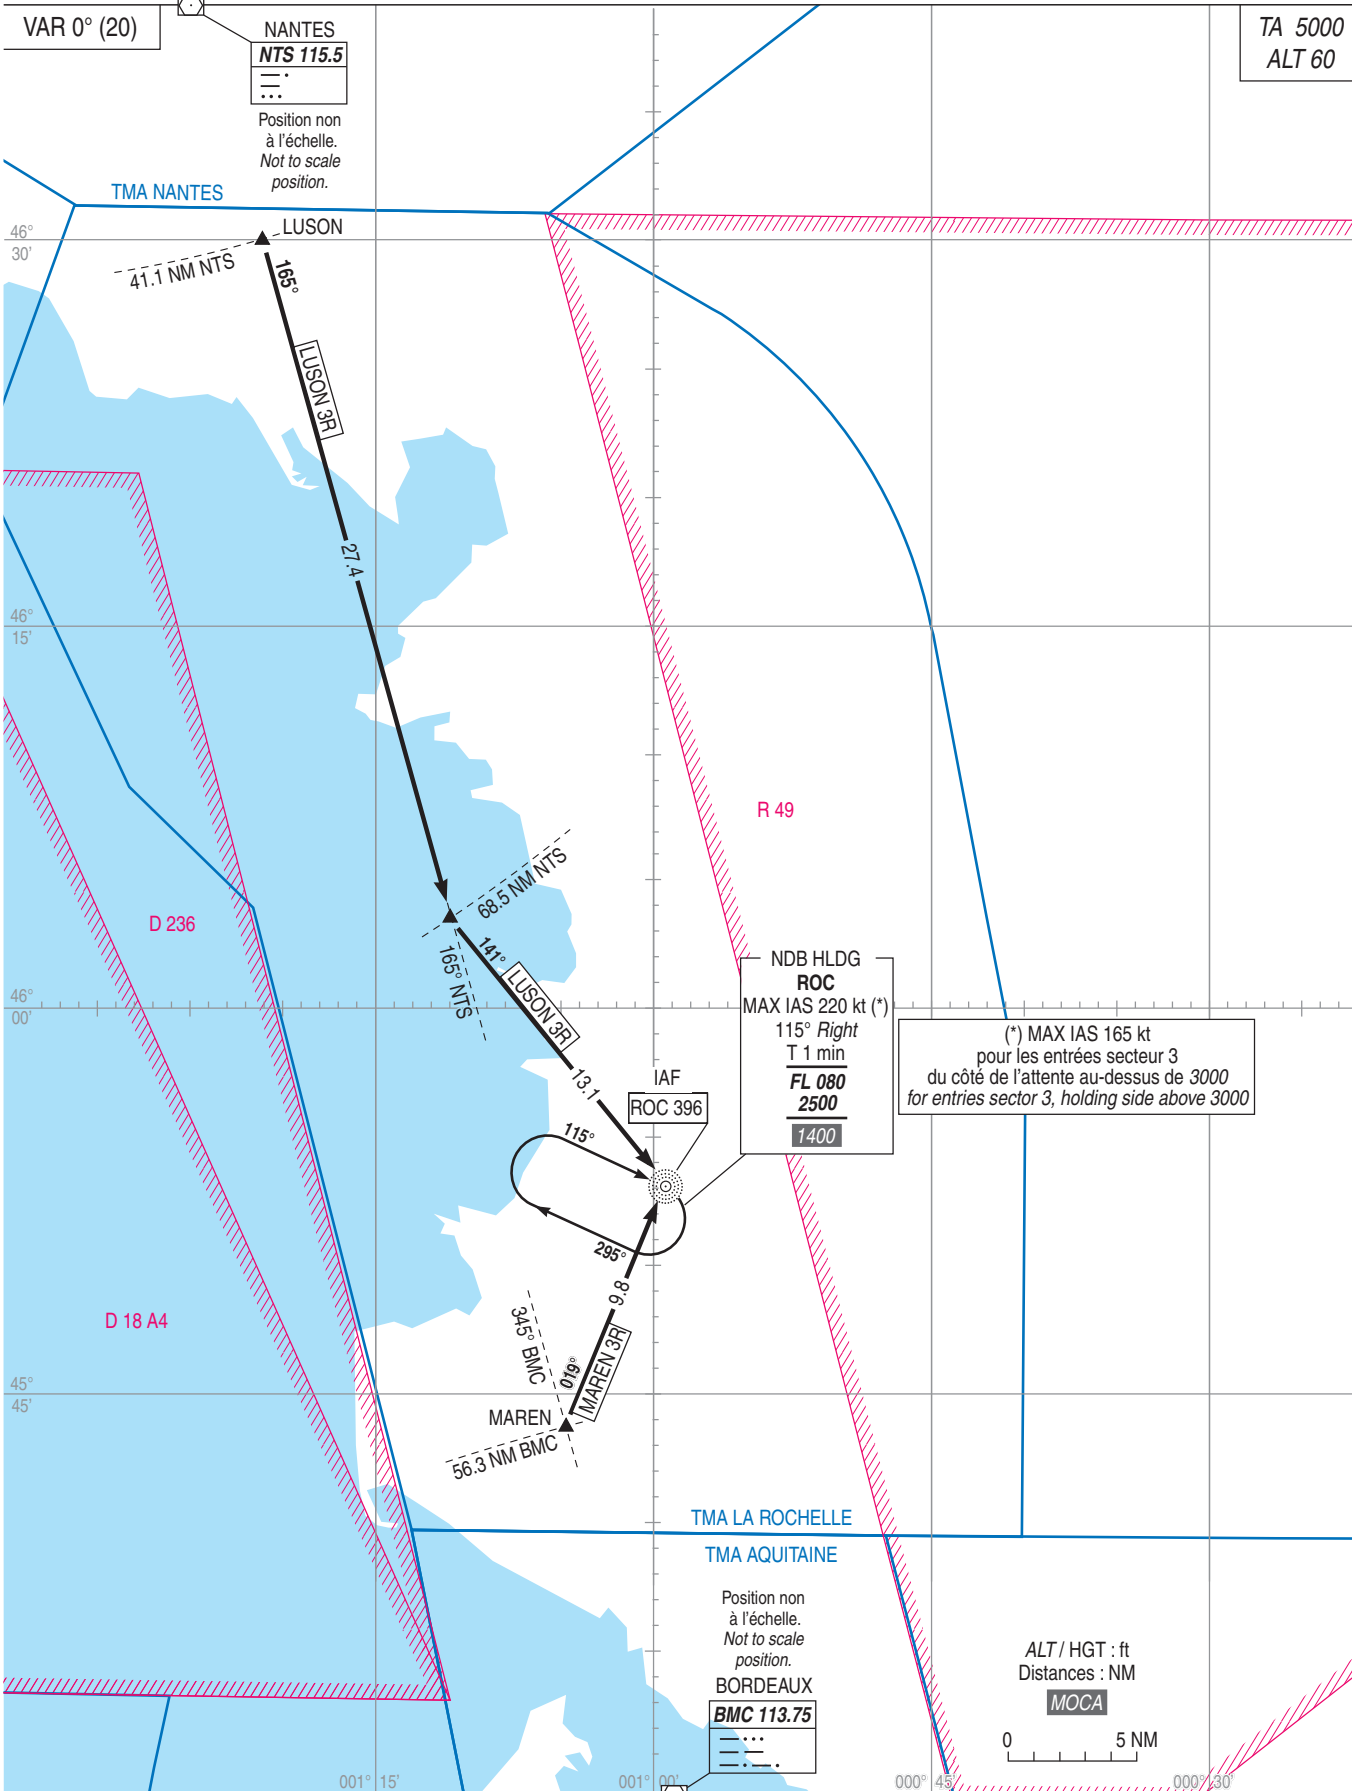 VAR 0° (20)
NANTES
NTS 115.5
Position non
à l'échelle.
Not to scale
position.
TA 5000
ALT 60
TMA NANTES
46°
30'
LUSON
41.1 NM NTS
165°
LUSON 3R
27.4
46°
15'
R 49
68.5 NM NTS
D 236
141°
165° NTS
LUSON 3R
13.1
46°
00'
NDB HLDG
ROC
MAX IAS 220 kt (*)
115° Right
T 1 min
FL 080
2500
1400
(*) MAX IAS 165 kt
pour les entrées secteur 3
du côté de l'attente au-dessus de 3000
for entries sector 3, holding side above 3000
IAF
ROC 396
115°
295°
9.8
D 18 A4
345° BMC
019°
MAREN 3R
45°
45'
MAREN
56.3 NM BMC
TMA LA ROCHELLE
TMA AQUITAINE
Position non
à l'échelle.
Not to scale
position.
BORDEAUX
BMC 113.75
ALT / HGT : ft
Distances : NM
MOCA
0 5 NM
001° 15' 001° 00' 000° 45' 000° 30'